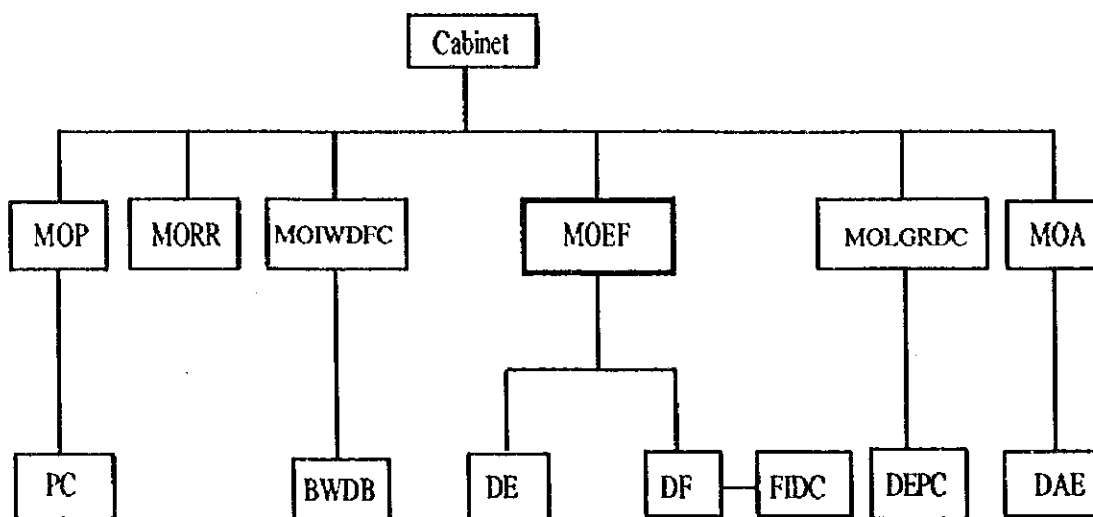 Cabinet
MOP MORR MOIWDFC MOEF MOLGRDC MOA
PC BWDB DE DF FIDC DEPC DAE